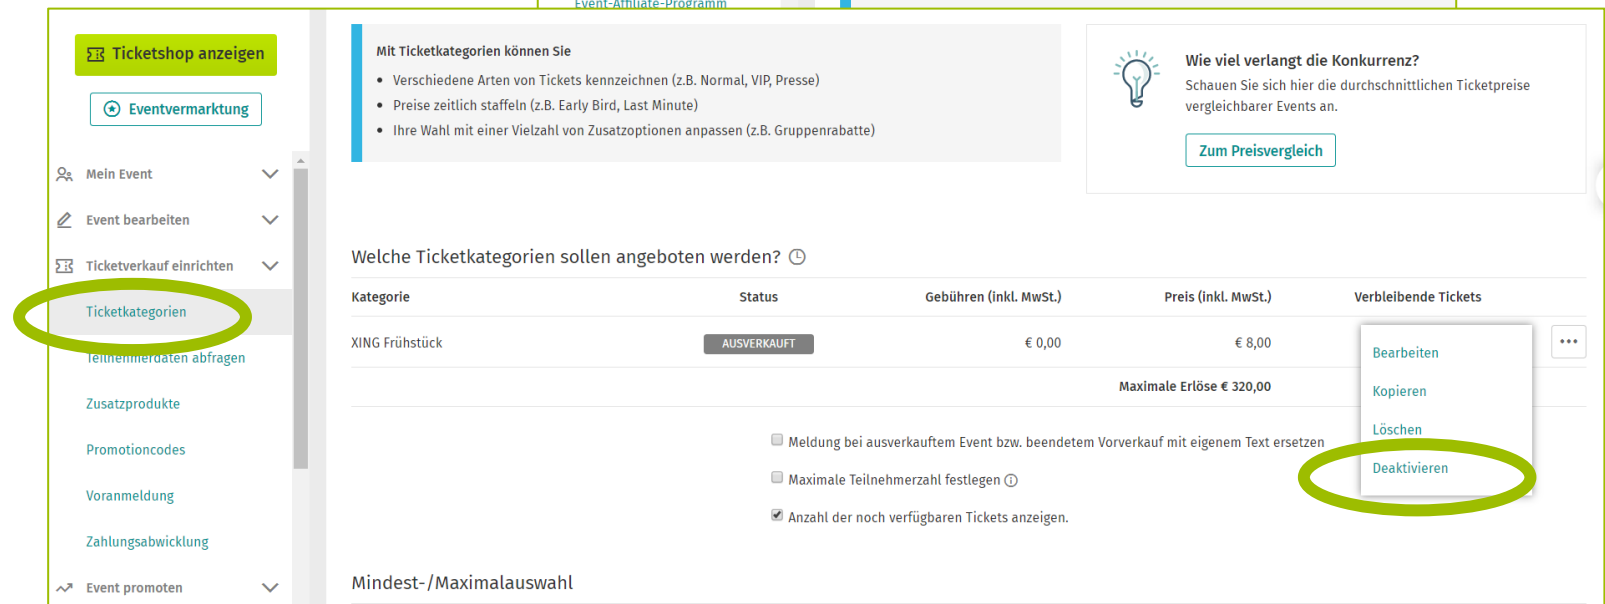 Event-Affiliate-Programm
Ticketshop anzeigen
Eventvermarktung
Mein Event
Event bearbeiten
Ticketverkauf einrichten
Ticketkategorien
Teilnehmerdaten abfragen
Zusatzprodukte
Promotioncodes
Voranmeldung
Zahlungsabwicklung
Event promoten
Mit Ticketkategorien können Sie
• Verschiedene Arten von Tickets kennzeichnen (z.B. Normal, VIP, Presse)
• Preise zeitlich staffeln (z.B. Early Bird, Last Minute)
• Ihre Wahl mit einer Vielzahl von Zusatzoptionen anpassen (z.B. Gruppenrabatte)
Wie viel verlangt die Konkurrenz?
Schauen Sie sich hier die durchschnittlichen Ticketpreise
vergleichbarer Events an.
Zum Preisvergleich
Welche Ticketkategorien sollen angeboten werden?
Kategorie Status Gebühren (inkl. MwSt.) Preis (inkl. MwSt.) Verbleibende Tickets
XING Frühstück AUSVERKAUFT € 0,00 € 8,00
Maximale Erlöse € 320,00
Bearbeiten
Kopieren
Löschen
Deaktivieren
Meldung bei ausverkauftem Event bzw. beendetem Vorverkauf mit eigenem Text ersetzen
Maximale Teilnehmerzahl festlegen
Anzahl der noch verfügbaren Tickets anzeigen.
Mindest-/Maximalauswahl